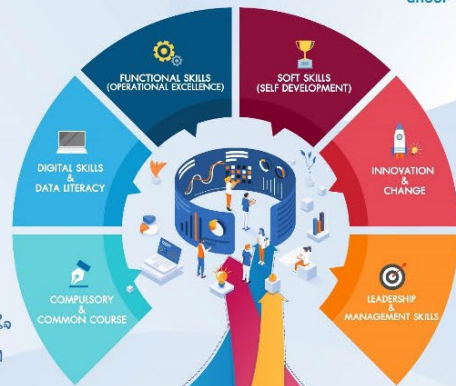 FUNCTIONAL SKILLS
(OPERATIONAL EXCELLENCE)
SOFT SKILLS
(SELF DEVELOPMENT)
DIGITAL SKILLS
&
DATA LITERACY
INNOVATION
&
CHANGE
COMPULSORY
&
COMMON COURSE
LEADERSHIP
&
MANAGEMENT SKILLS